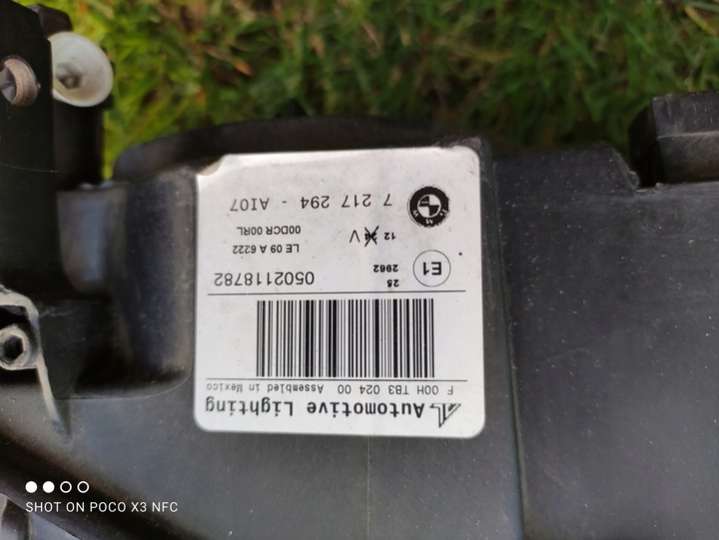 Automotive Lighting
F 00H TB3 024 00 Assembled in Mexico
0502118782
E1
25
2962
LE 09 A 6222
00DCR 00RL
12 V
7 217 294 - AI07
SHOT ON POCO X3 NFC